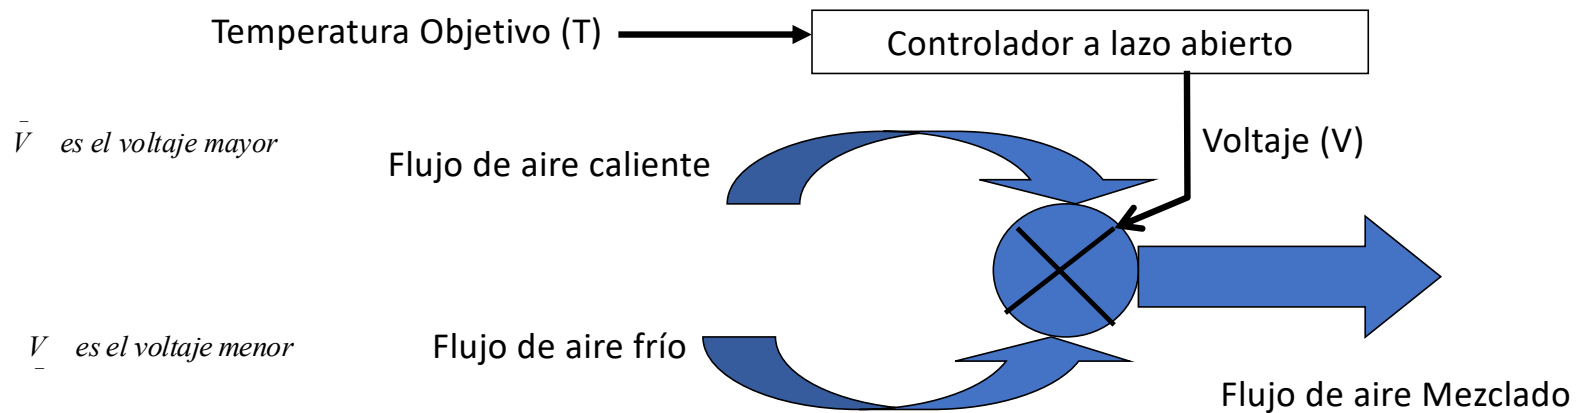 Temperatura Objetivo (T)
Controlador a lazo abierto
V̄ es el voltaje mayor
Flujo de aire caliente
Voltaje (V)
V̱ es el voltaje menor
Flujo de aire frío
Flujo de aire Mezclado